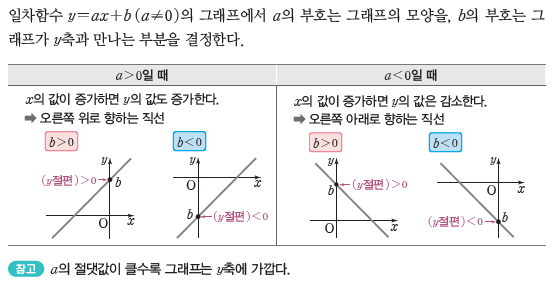 일차함수 y=ax+b(a≠0)의 그래프에서 a의 부호는 그래프의 모양을, b의 부호는 그
래프가 y축과 만나는 부분을 결정한다.
a>0일 때
a<0일 때
x의 값이 증가하면 y의 값도 증가한다.
➡ 오른쪽 위로 향하는 직선
b>0
b<0
y
(y절편)>0
b
O
x
y
O
x
b
(y절편)<0
x의 값이 증가하면 y의 값은 감소한다.
➡ 오른쪽 아래로 향하는 직선
b>0
b<0
y
b
(y절편)>0
O
x
y
O
x
(y절편)<0
b
참고 a의 절댓값이 클수록 그래프는 y축에 가깝다.